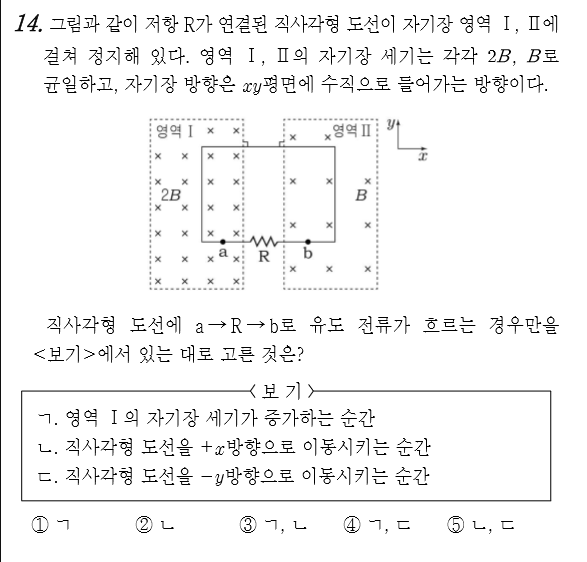 14. 그림과 같이 저항 R가 연결된 직사각형 도선이 자기장 영역 Ⅰ, Ⅱ에
걸쳐 정지해 있다. 영역 Ⅰ, Ⅱ의 자기장 세기는 각각 2B, B로
균일하고, 자기장 방향은 xy평면에 수직으로 들어가는 방향이다.
영역 Ⅰ
영역 Ⅱ
y
x
2B
B
a
R
b
직사각형 도선에 a→R→b로 유도 전류가 흐르는 경우만을
<보기>에서 있는 대로 고른 것은?
<보 기>
ㄱ. 영역 Ⅰ의 자기장 세기가 증가하는 순간
ㄴ. 직사각형 도선을 +x방향으로 이동시키는 순간
ㄷ. 직사각형 도선을 -y방향으로 이동시키는 순간
① ㄱ ② ㄴ ③ ㄱ, ㄴ ④ ㄱ, ㄷ ⑤ ㄴ, ㄷ